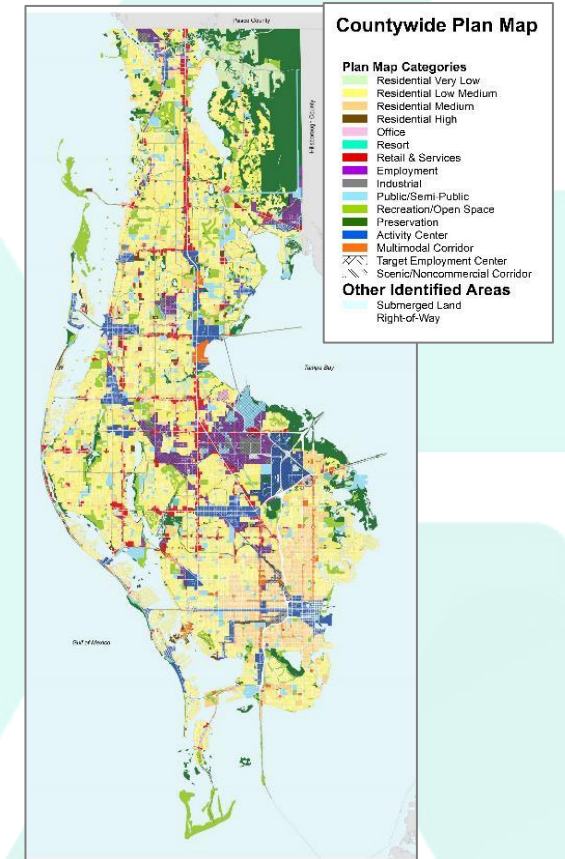 Pasco County
Countywide Plan Map
Plan Map Categories
Residential Very Low
Residential Low Medium
Residential Medium
Residential High
Office
Resort
Retail & Services
Employment
Industrial
Public/Semi-Public
Recreation/Open Space
Preservation
Activity Center
Multimodal Corridor
Target Employment Center
Scenic/Noncommercial Corridor
Other Identified Areas
Submerged Land
Right-of-Way
Hillsborough County
Tampa Bay
Gulf of Mexico